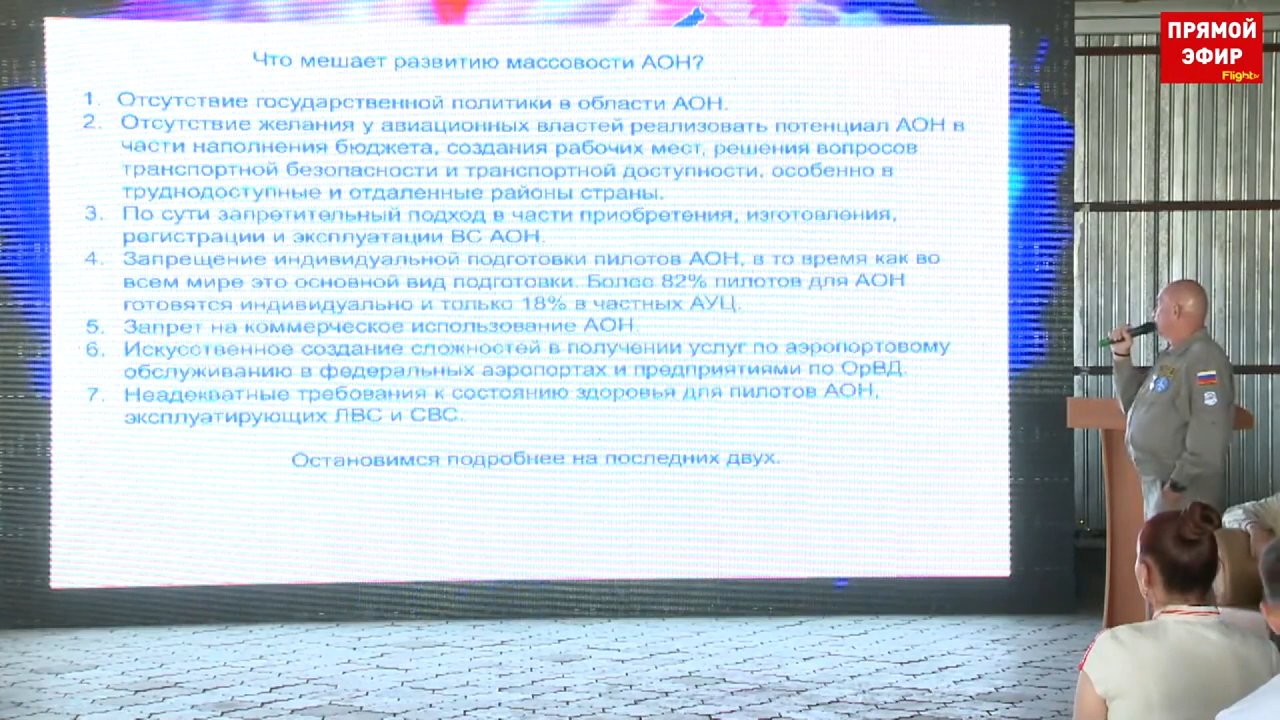 ПРЯМОЙ
ЭФИР
Flighttv
Что мешает развитию массовости АОН?
1. Отсутствие государственной политики в области АОН.
2. Отсутствие желания у авиационных властей реализовать потенциал АОН в
части наполнения бюджета, создания рабочих мест, решения вопросов
транспортной безопасности и транспортной доступности, особенно в
труднодоступные и отдаленные районы страны.
3. По сути запретительный подход в части приобретения, изготовления,
регистрации и эксплуатации ВС АОН.
4. Запрещение индивидуальной подготовки пилотов АОН, в то время как во
всем мире это основной вид подготовки. Более 82% пилотов для АОН
готовятся индивидуально и только 18% в частных АУЦ.
5. Запрет на коммерческое использование АОН.
6. Искусственное создание сложностей в получении услуг по аэропортовому
обслуживанию в федеральных аэропортах и предприятиями по ОрВД.
7. Неадекватные требования к состоянию здоровья для пилотов АОН,
эксплуатирующих ЛВС и СВС.
Остановимся подробнее на последних двух.